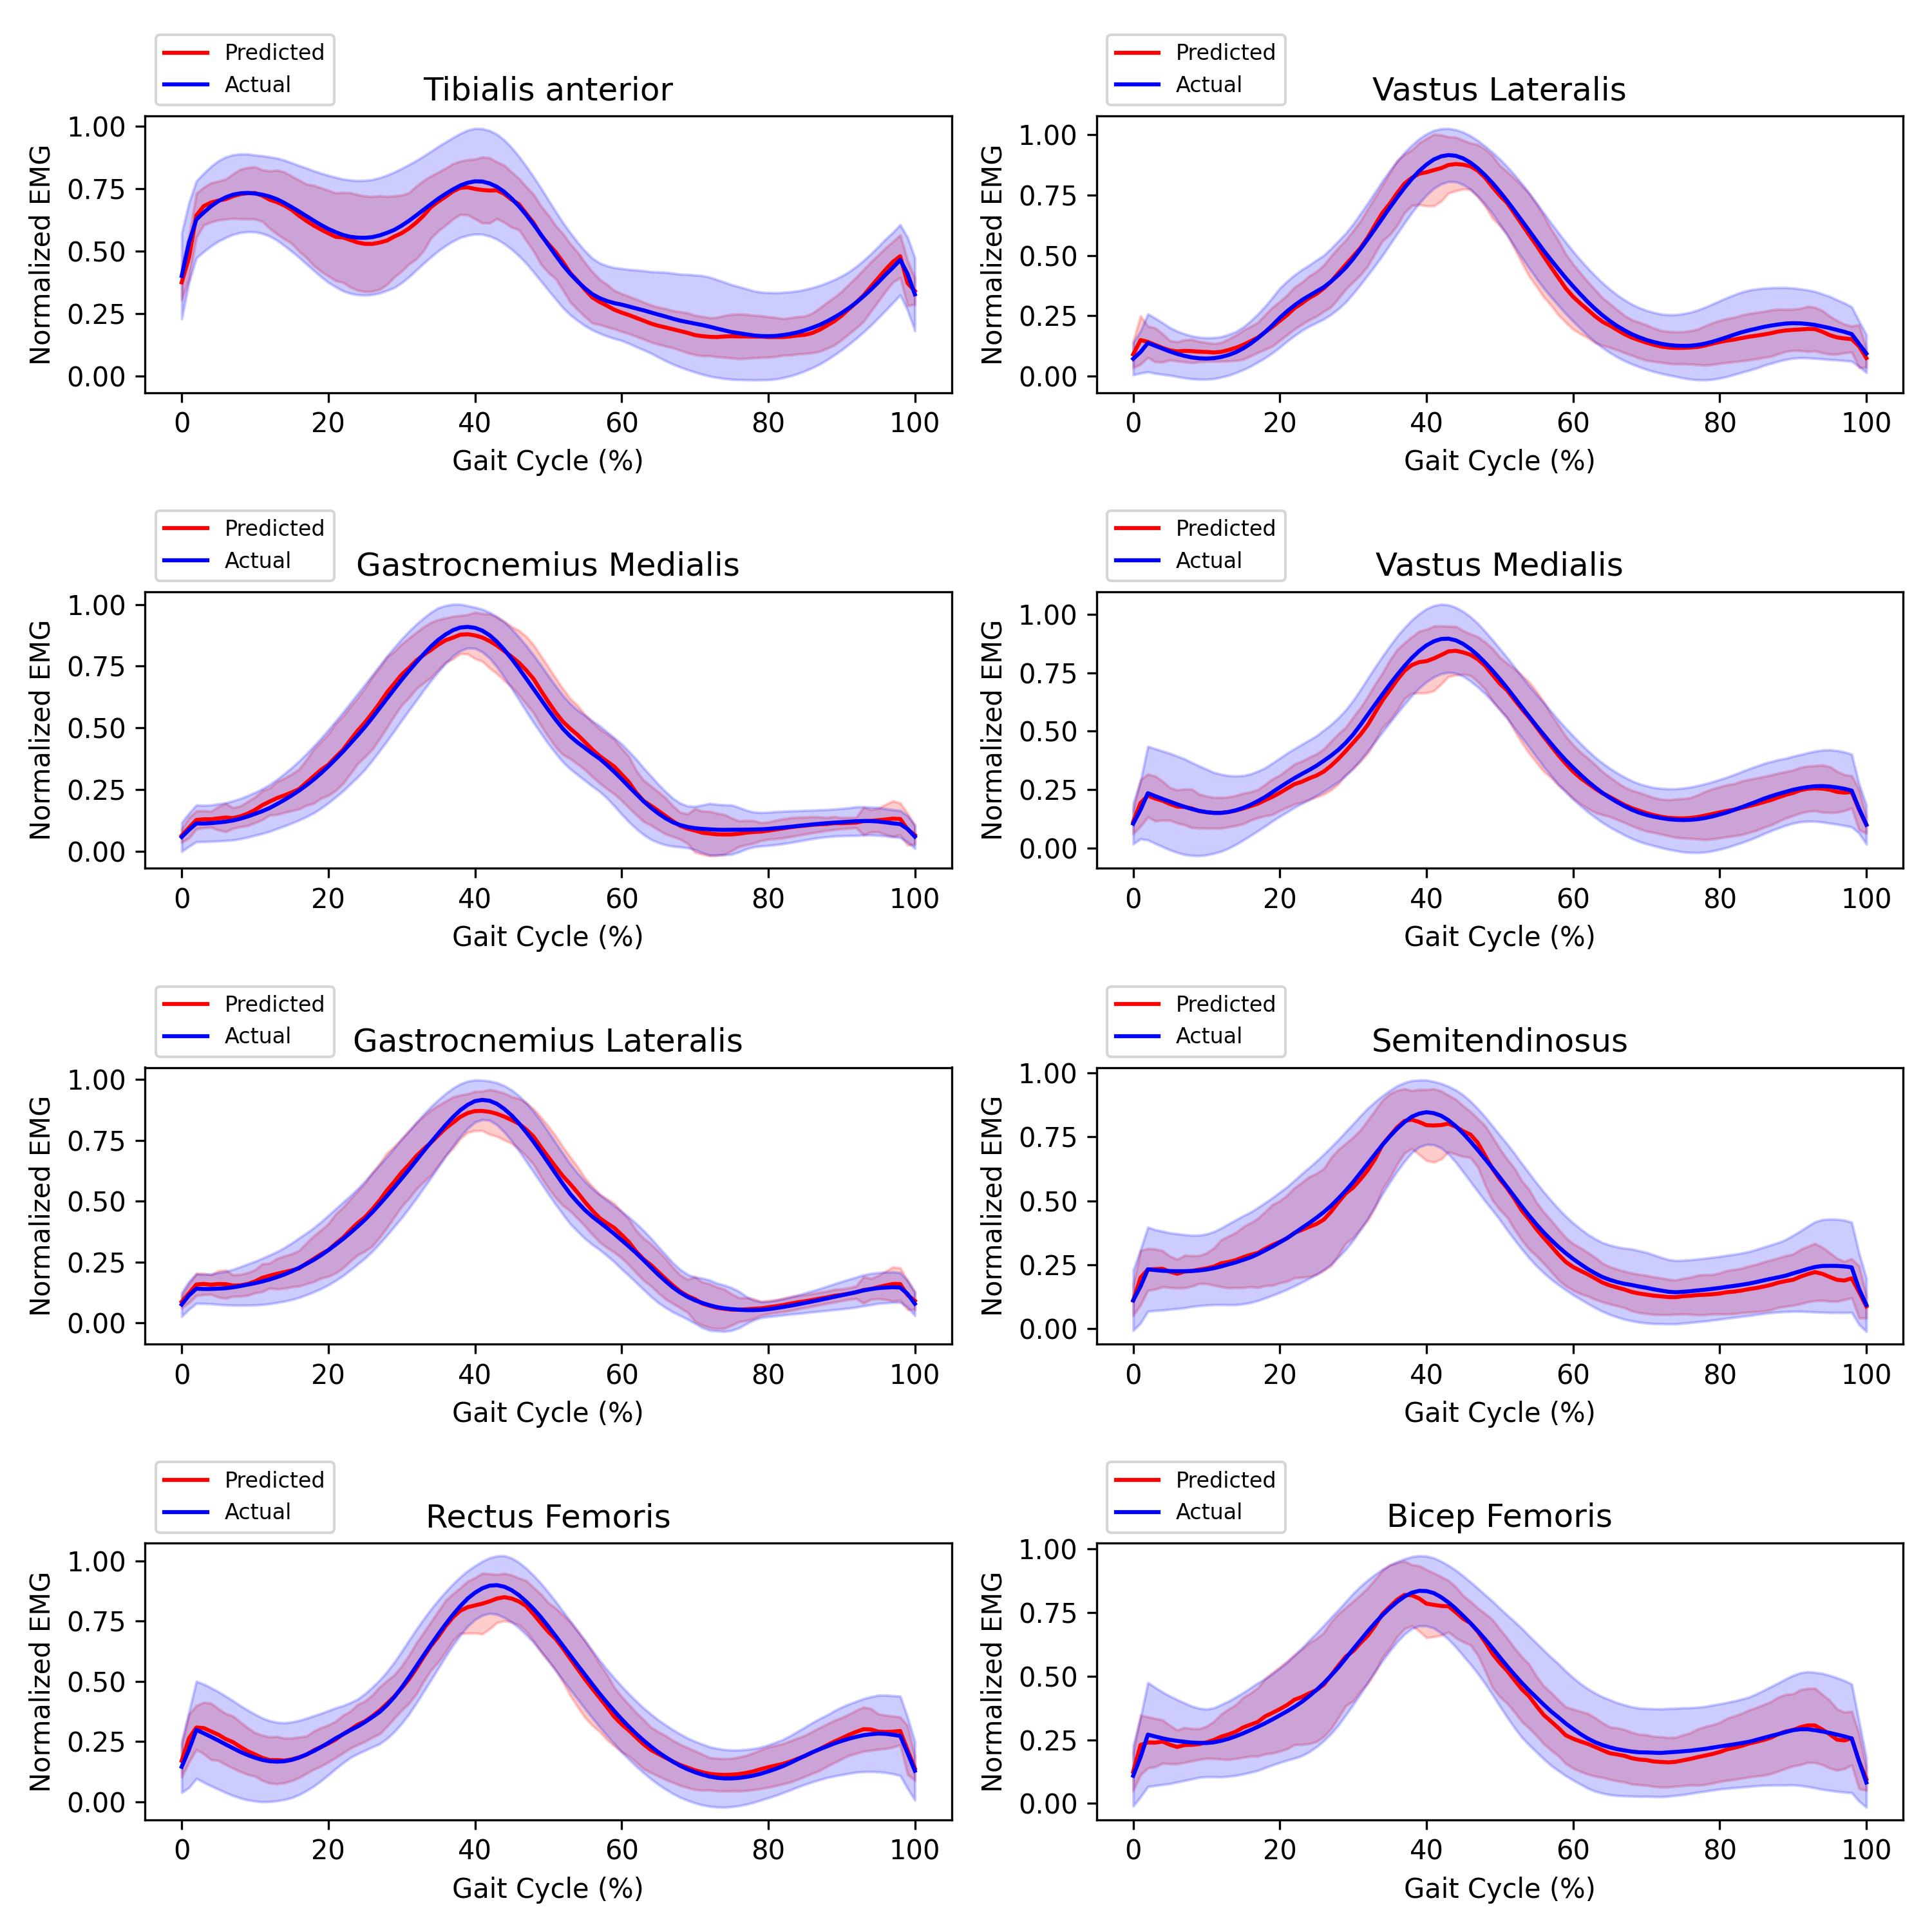 Predicted
Actual
Tibialis anterior
1.00
0.75
0.50
0.25
0.00
Normalized EMG
0 20 40 60 80 100
Gait Cycle (%)
Predicted
Actual
Vastus Lateralis
1.00
0.75
0.50
0.25
0.00
Normalized EMG
0 20 40 60 80 100
Gait Cycle (%)
Predicted
Actual
Gastrocnemius Medialis
1.00
0.75
0.50
0.25
0.00
Normalized EMG
0 20 40 60 80 100
Gait Cycle (%)
Predicted
Actual
Vastus Medialis
1.00
0.75
0.50
0.25
0.00
Normalized EMG
0 20 40 60 80 100
Gait Cycle (%)
Predicted
Actual
Gastrocnemius Lateralis
1.00
0.75
0.50
0.25
0.00
Normalized EMG
0 20 40 60 80 100
Gait Cycle (%)
Predicted
Actual
Semitendinosus
1.00
0.75
0.50
0.25
0.00
Normalized EMG
0 20 40 60 80 100
Gait Cycle (%)
Predicted
Actual
Rectus Femoris
1.00
0.75
0.50
0.25
0.00
Normalized EMG
0 20 40 60 80 100
Gait Cycle (%)
Predicted
Actual
Bicep Femoris
1.00
0.75
0.50
0.25
0.00
Normalized EMG
0 20 40 60 80 100
Gait Cycle (%)